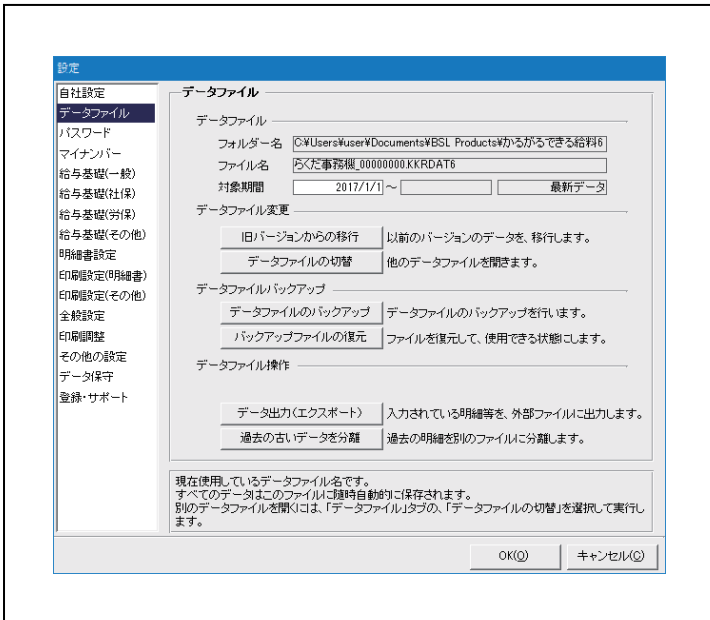 設定
自社設定
データファイル
パスワード
マイナンバー
給与基礎(一般)
給与基礎(社保)
給与基礎(労保)
給与基礎(その他)
明細書設定
印刷設定(明細書)
印刷設定(その他)
全般設定
印刷調整
その他の設定
データ保守
登録・サポート
データファイル
データファイル
フォルダー名 C:¥Users¥user¥Documents¥BSL Products¥かるがるできる給料6
ファイル名 らくだ事務機_00000000.KKRDAT6
対象期間 2017/1/1 ～ 最新データ
データファイル変更
旧バージョンからの移行 以前のバージョンのデータを、移行します。
データファイルの切替 他のデータファイルを開きます。
データファイルバックアップ
データファイルのバックアップ データファイルのバックアップを行います。
バックアップファイルの復元 ファイルを復元して、使用できる状態にします。
データファイル操作
データ出力(エクスポート) 入力されている明細等を、外部ファイルに出力します。
過去の古いデータを分離 過去の明細を別のファイルに分離します。
現在使用しているデータファイル名です。
すべてのデータはこのファイルに随時自動的に保存されます。
別のデータファイルを開くには、「データファイル」タブの、「データファイルの切替」を選択して実行し
ます。
OK(O) キャンセル(C)